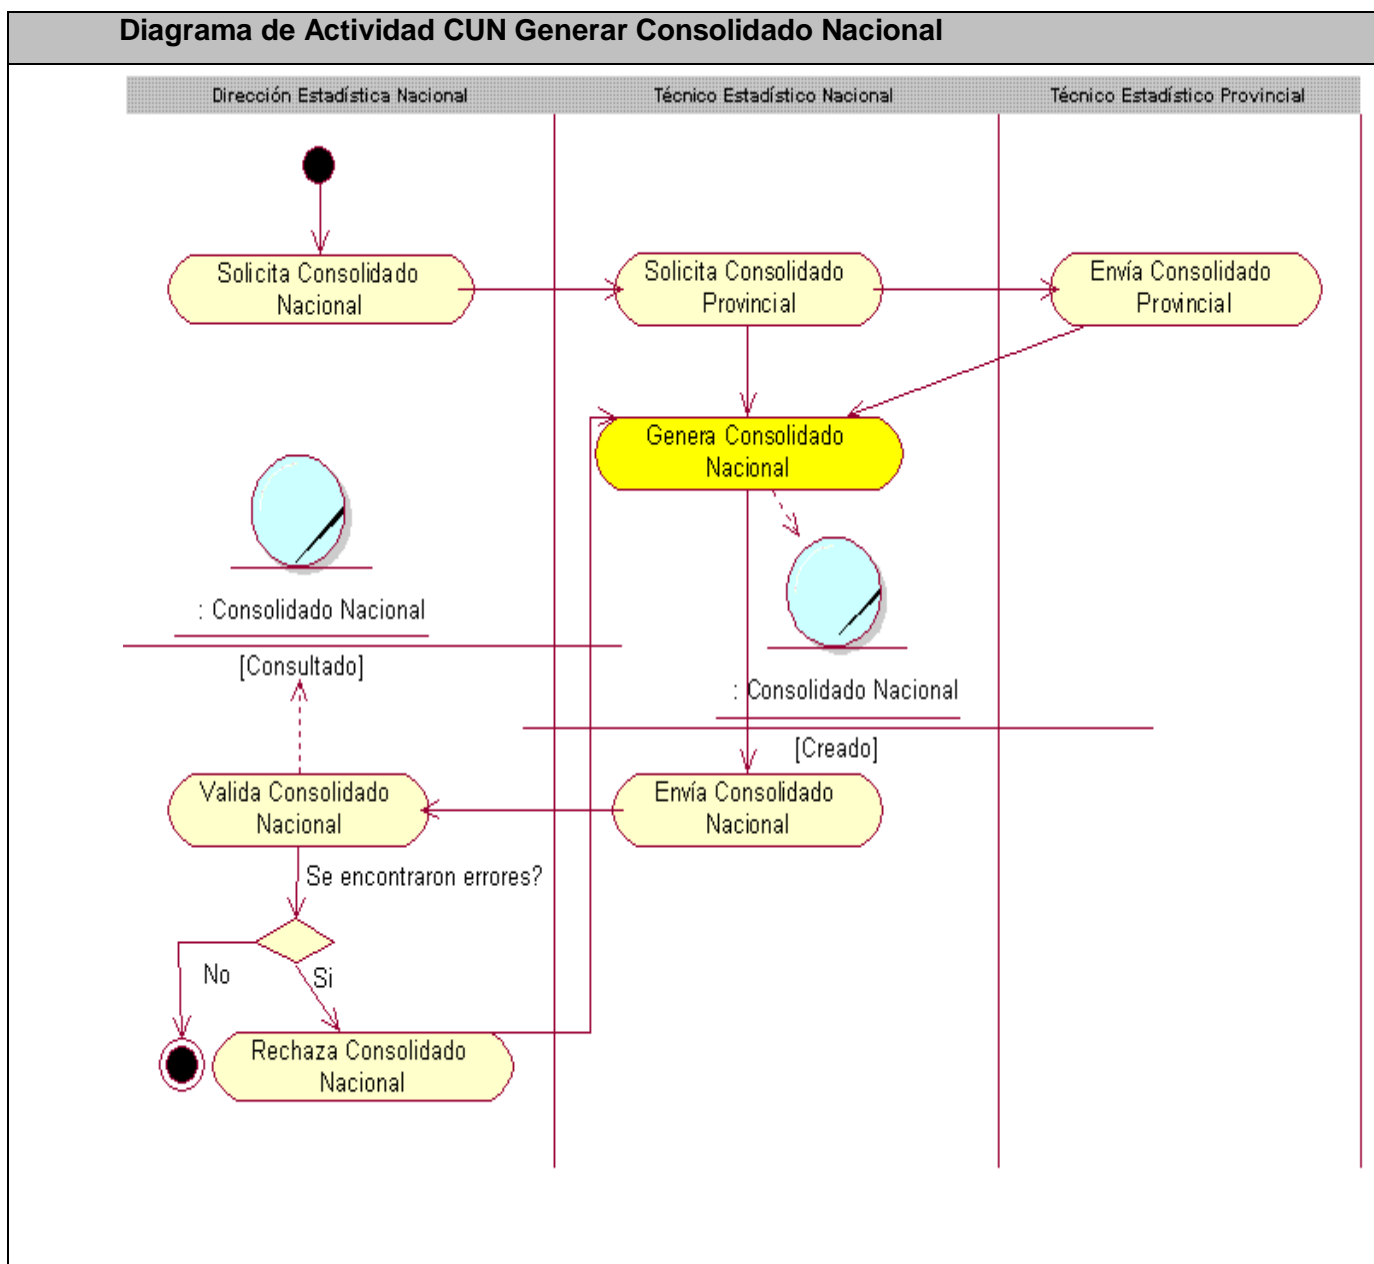 Diagrama de Actividad CUN Generar Consolidado Nacional
Dirección Estadística Nacional
Técnico Estadístico Nacional
Técnico Estadístico Provincial
Solicita Consolidado
Nacional
Solicita Consolidado
Provincial
Envía Consolidado
Provincial
Genera Consolidado
Nacional
: Consolidado Nacional
[Consultado]
: Consolidado Nacional
[Creado]
Valida Consolidado
Nacional
Envía Consolidado
Nacional
Se encontraron errores?
No
Si
Rechaza Consolidado
Nacional